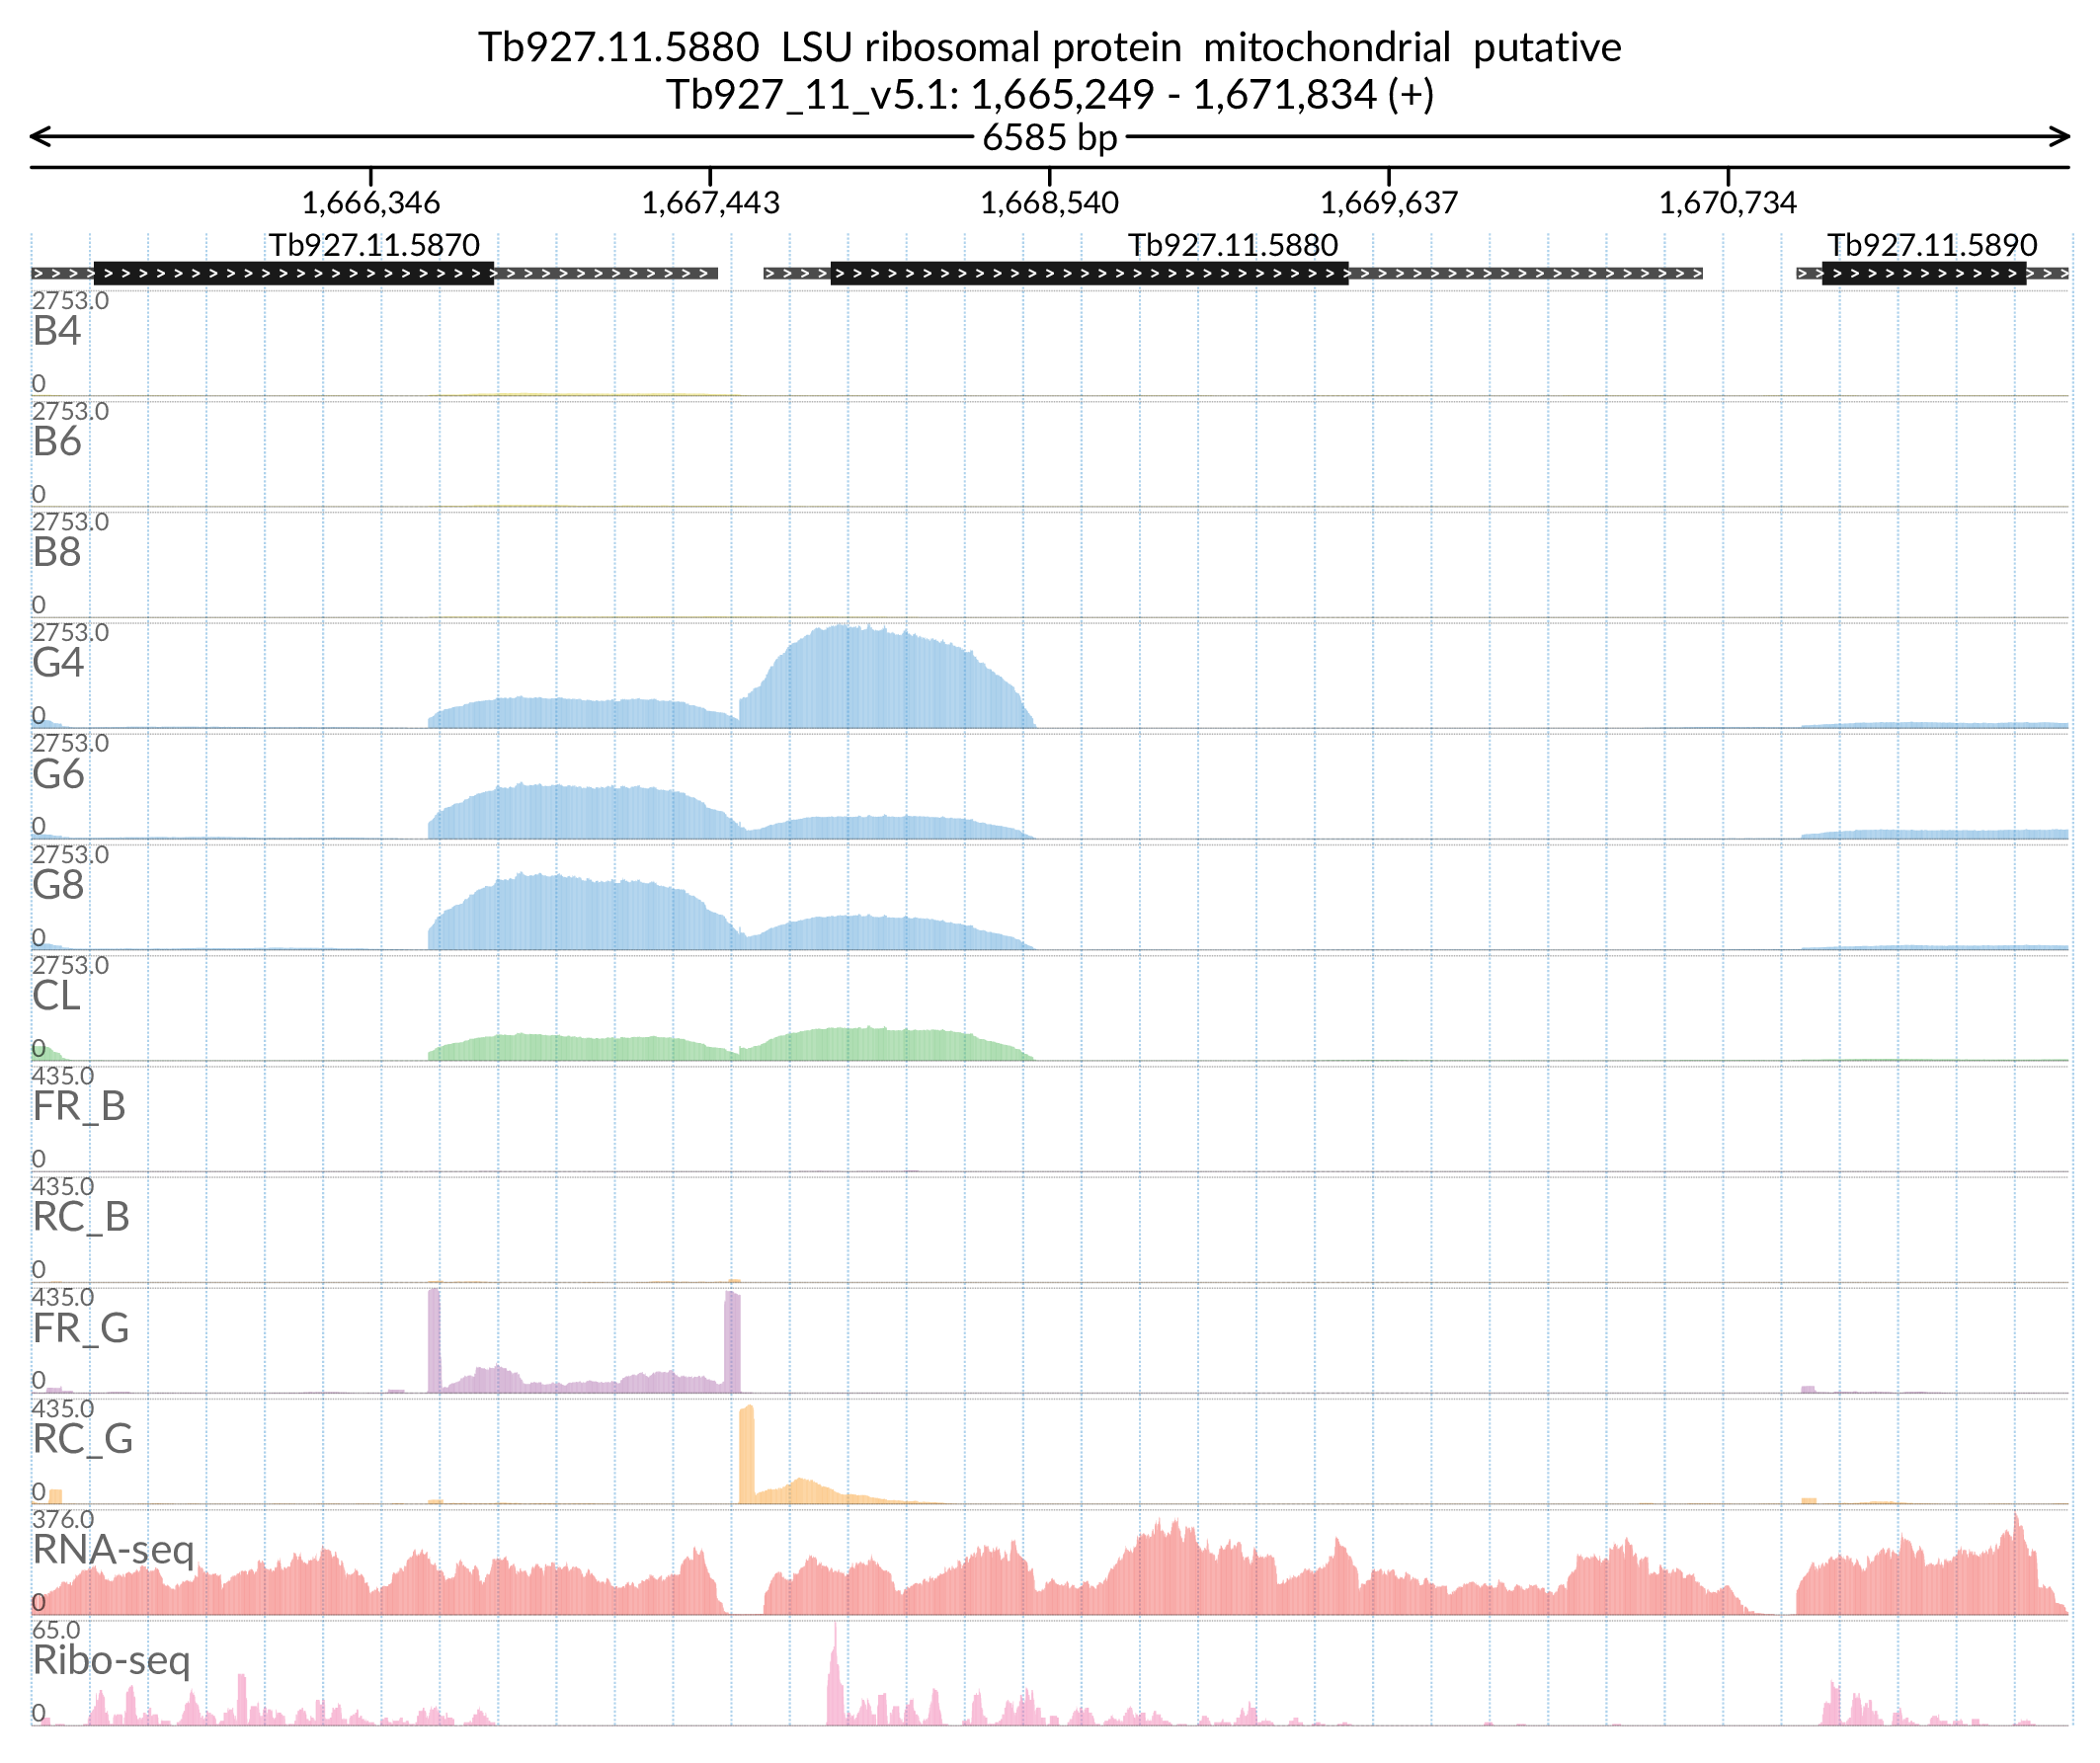 Tb927.11.5880 LSU ribosomal protein mitochondrial putative
Tb927_11_v5.1: 1,665,249 - 1,671,834 (+)
6585 bp
1,666,346 1,667,443 1,668,540 1,669,637 1,670,734
Tb927.11.5870 Tb927.11.5880 Tb927.11.5890
2753.0
B4
0
2753.0
B6
0
2753.0
B8
0
2753.0
G4
0
2753.0
G6
0
2753.0
G8
0
2753.0
CL
0
435.0
FR_B
0
435.0
RC_B
0
435.0
FR_G
0
435.0
RC_G
0
376.0
RNA-seq
0
65.0
Ribo-seq
0